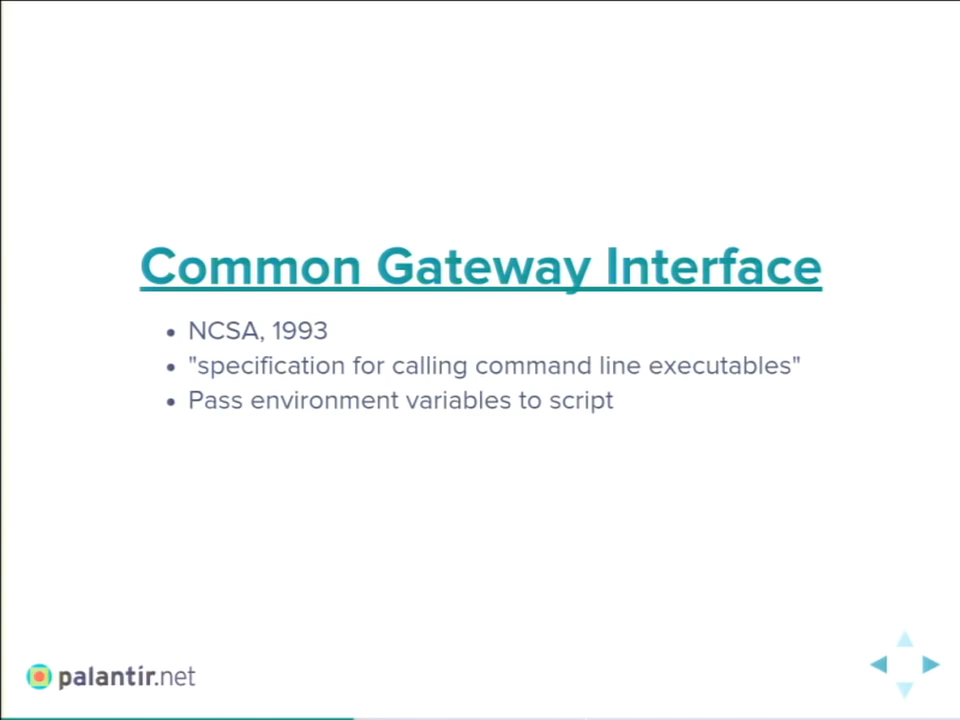 Common Gateway Interface
• NCSA, 1993
• "specification for calling command line executables"
• Pass environment variables to script
palantir.net